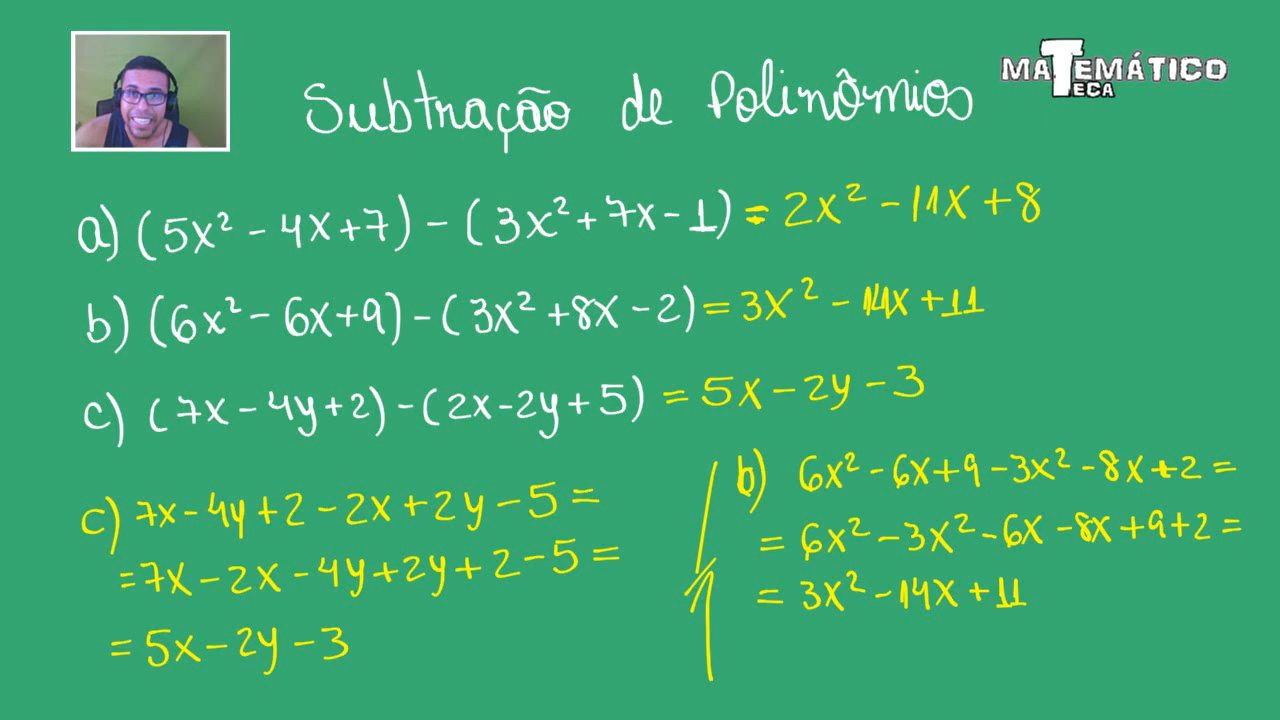 Subtração de Polinômios
MATEMÁTICO
TECA
a) (5x² - 4x + 7) - (3x² + 7x - 1) = 2x² - 11x + 8
b) (6x² - 6x + 9) - (3x² + 8x - 2) = 3x² - 14x + 11
c) (7x - 4y + 2) - (2x - 2y + 5) = 5x - 2y - 3
c) 7x - 4y + 2 - 2x + 2y - 5 =
= 7x - 2x - 4y + 2y + 2 - 5 =
= 5x - 2y - 3
b) 6x² - 6x + 9 - 3x² - 8x + 2 =
= 6x² - 3x² - 6x - 8x + 9 + 2 =
= 3x² - 14x + 11